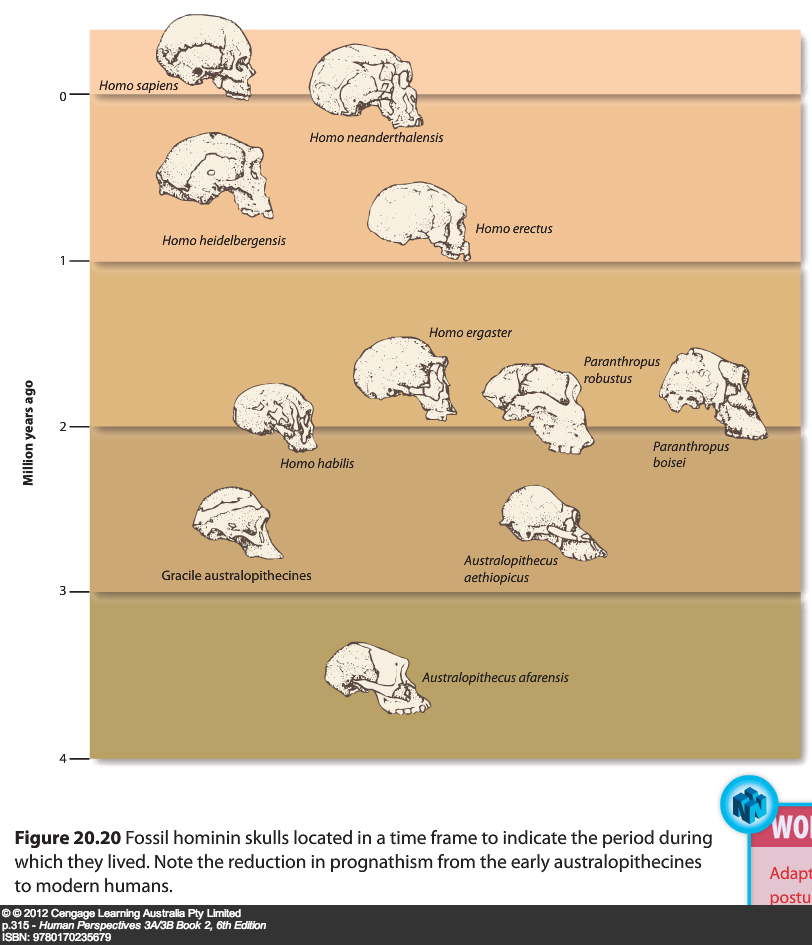 Homo sapiens
0
Homo neanderthalensis
Homo heidelbergensis
Homo erectus
1
Homo ergaster
Paranthropus
robustus
Million years ago
2
Homo habilis
Paranthropus
boisei
Gracile australopithecines
Australopithecus
aethiopicus
3
Australopithecus afarensis
4
Figure 20.20 Fossil hominin skulls located in a time frame to indicate the period during
which they lived. Note the reduction in prognathism from the early australopithecines
to modern humans.
WO
Adapt
postu
© © 2012 Cengage Learning Australia Pty Limited
p.315 - Human Perspectives 3A/3B Book 2, 6th Edition
ISBN: 9780170235679